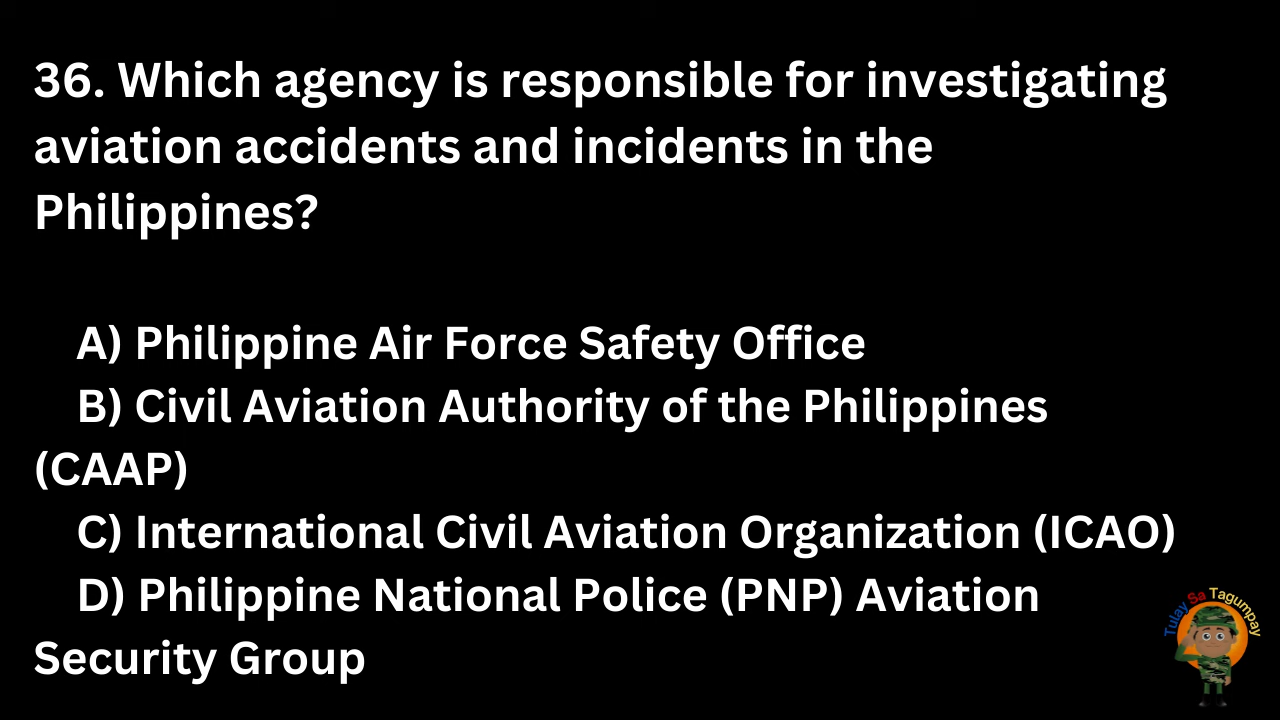 36. Which agency is responsible for investigating
aviation accidents and incidents in the
Philippines?
A) Philippine Air Force Safety Office
B) Civil Aviation Authority of the Philippines
(CAAP)
C) International Civil Aviation Organization (ICAO)
D) Philippine National Police (PNP) Aviation
Security Group
Tulay Sa Tagumpay